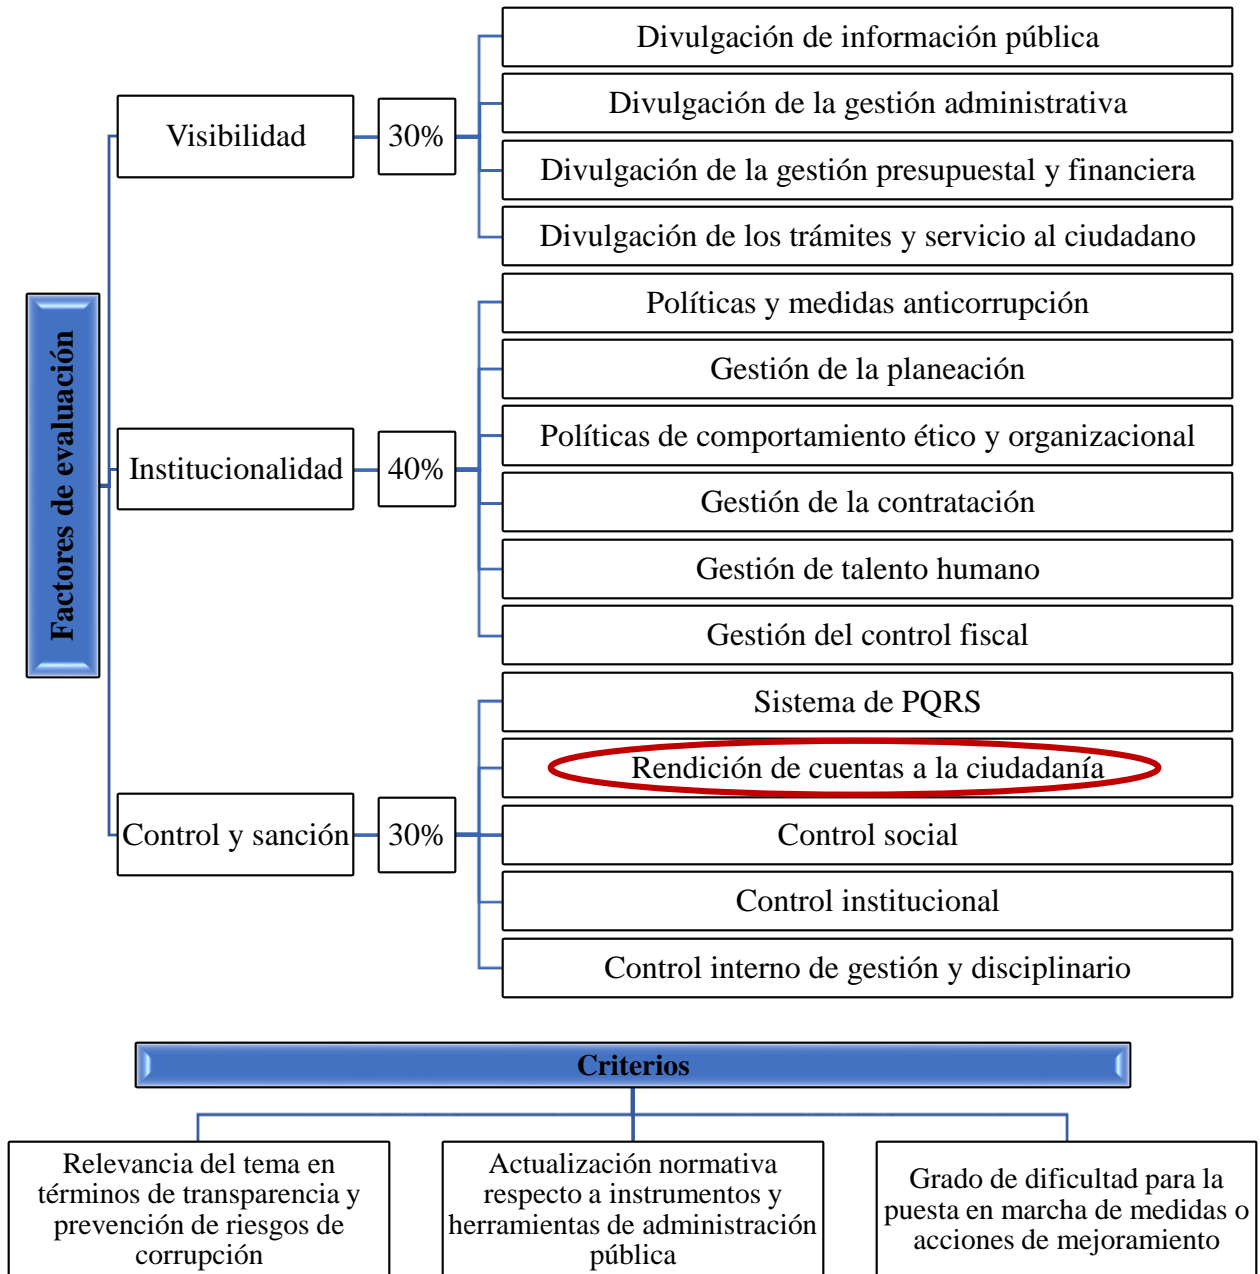 Factores de evaluación
Visibilidad
30%
Divulgación de información pública
Divulgación de la gestión administrativa
Divulgación de la gestión presupuestal y financiera
Divulgación de los trámites y servicio al ciudadano
Institucionalidad
40%
Políticas y medidas anticorrupción
Gestión de la planeación
Políticas de comportamiento ético y organizacional
Gestión de la contratación
Gestión de talento humano
Gestión del control fiscal
Control y sanción
30%
Sistema de PQRS
Rendición de cuentas a la ciudadanía
Control social
Control institucional
Control interno de gestión y disciplinario
Criterios
Relevancia del tema en
términos de transparencia y
prevención de riesgos de
corrupción
Actualización normativa
respecto a instrumentos y
herramientas de administración
pública
Grado de dificultad para la
puesta en marcha de medidas o
acciones de mejoramiento